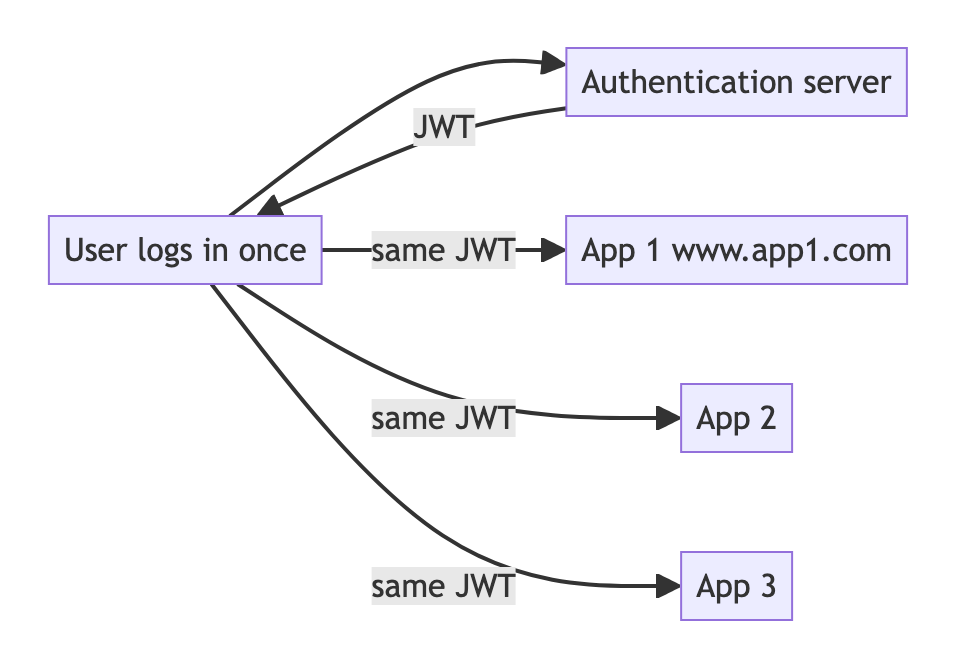 Authentication server
JWT
User logs in once
same JWT
App 1 www.app1.com
same JWT
App 2
same JWT
App 3